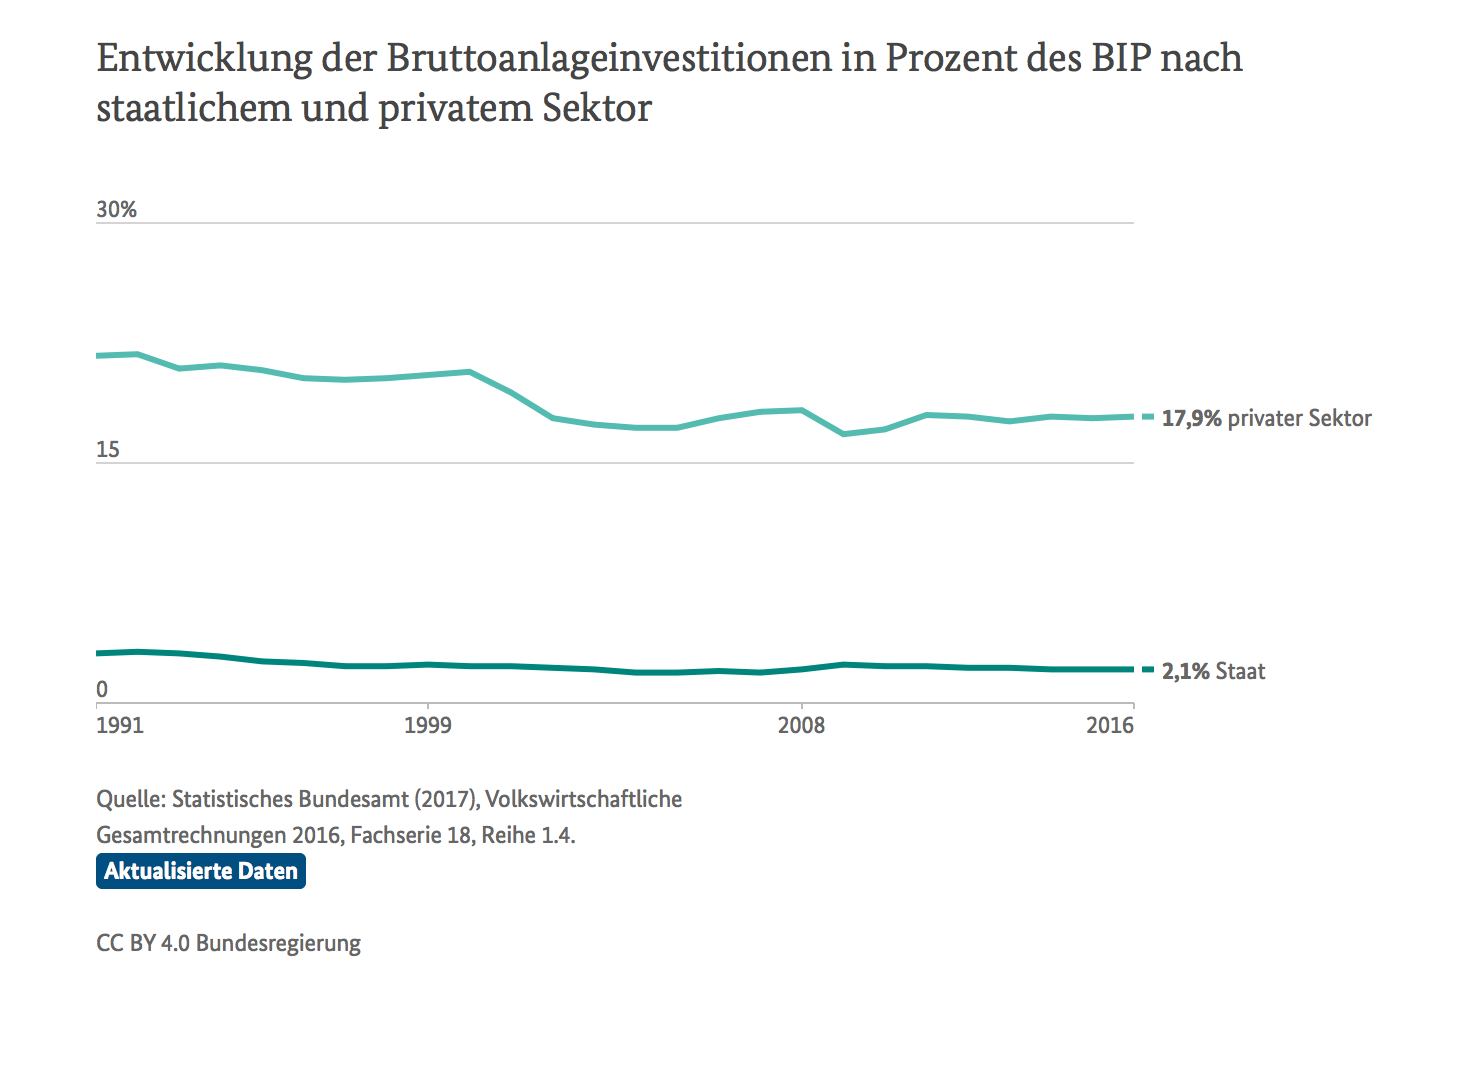 Entwicklung der Bruttoanlageinvestitionen in Prozent des BIP nach
staatlichem und privatem Sektor
30%
17,9% privater Sektor
15
2,1% Staat
0
1991 1999 2008 2016
Quelle: Statistisches Bundesamt (2017), Volkswirtschaftliche
Gesamtrechnungen 2016, Fachserie 18, Reihe 1.4.
Aktualisierte Daten
CC BY 4.0 Bundesregierung